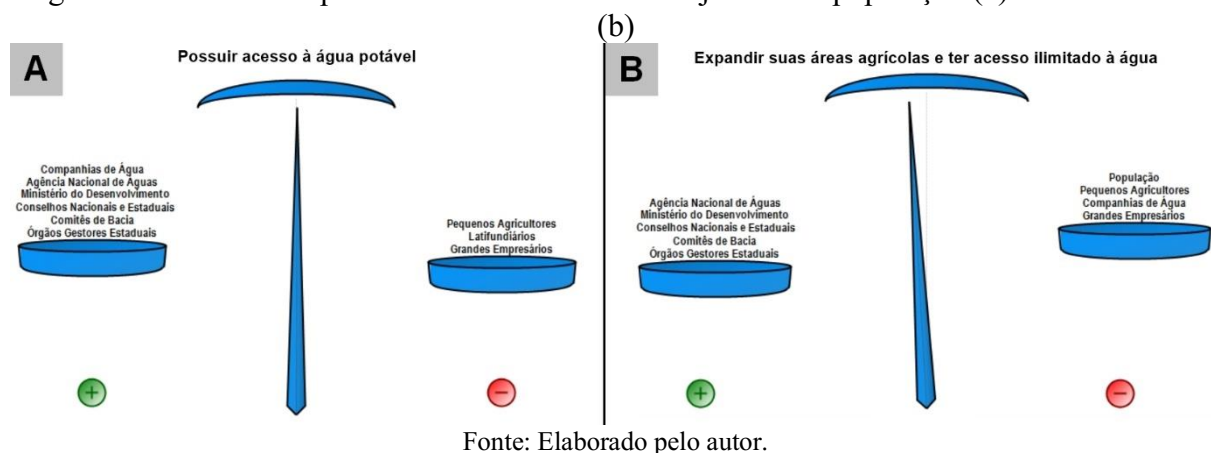 (b)
A
Possuir acesso à água potável
Companhias de Água
Agência Nacional de Águas
Ministério do Desenvolvimento
Conselhos Nacionais e Estaduais
Comitês de Bacia
Órgãos Gestores Estaduais
Pequenos Agricultores
Latifundiários
Grandes Empresários
+
−
B
Expandir suas áreas agrícolas e ter acesso ilimitado à água
Agência Nacional de Águas
Ministério do Desenvolvimento
Conselhos Nacionais e Estaduais
Comitês de Bacia
Órgãos Gestores Estaduais
População
Pequenos Agricultores
Companhias de Água
Grandes Empresários
+
−
Fonte: Elaborado pelo autor.